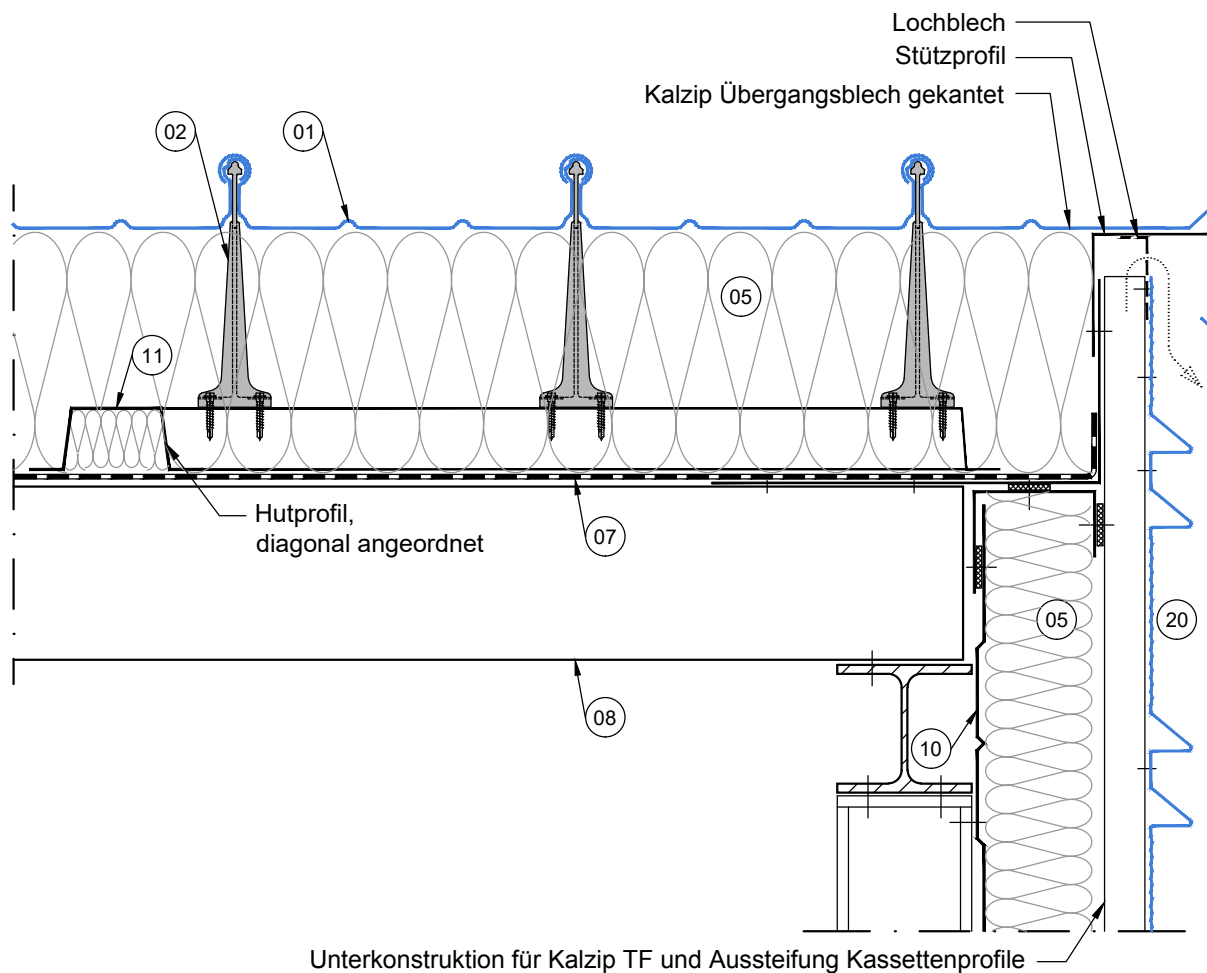 Lochblech
Stützprofil
Kalzip Übergangsblech gekantet
02
01
05
11
Hutprofil,
diagonal angeordnet
07
05
20
08
10
Unterkonstruktion für Kalzip TF und Aussteifung Kassettenprofile